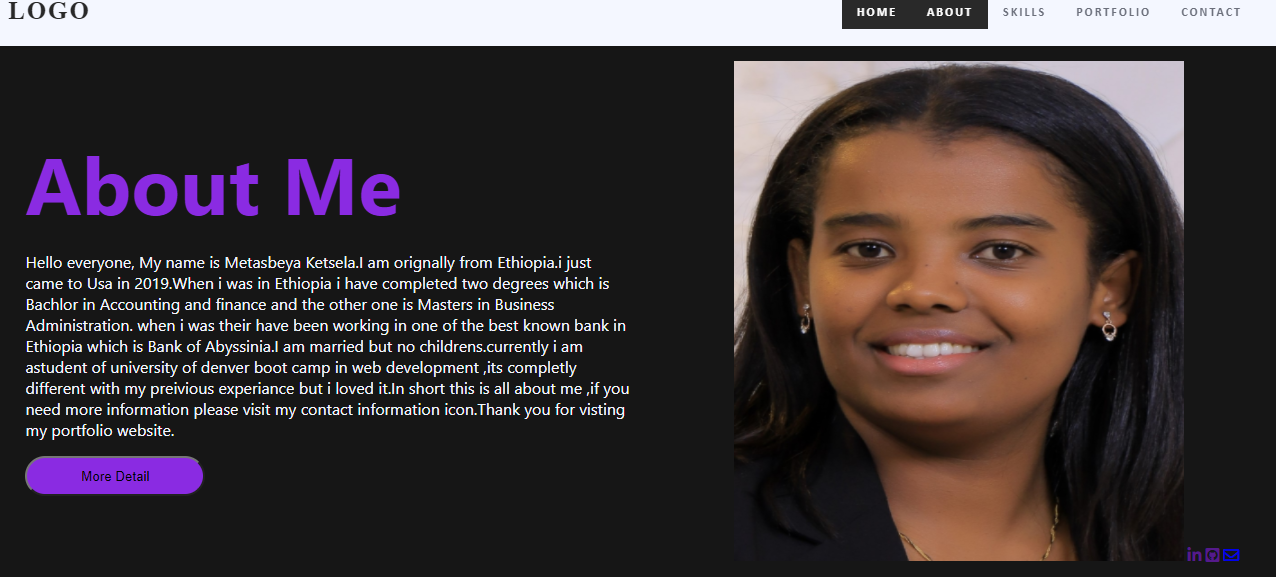 LOGO
HOME ABOUT SKILLS PORTFOLIO CONTACT
About Me
Hello everyone, My name is Metasbeya Ketsela.I am orignally from Ethiopia.i just
came to Usa in 2019.When i was in Ethiopia i have completed two degrees which is
Bachlor in Accounting and finance and the other one is Masters in Business
Administration. when i was their have been working in one of the best known bank in
Ethiopia which is Bank of Abyssinia.I am married but no childrens.currently i am
astudent of university of denver boot camp in web development ,its completly
different with my preivious experiance but i loved it.In short this is all about me ,if you
need more information please visit my contact information icon.Thank you for visting
my portfolio website.
More Detail
in